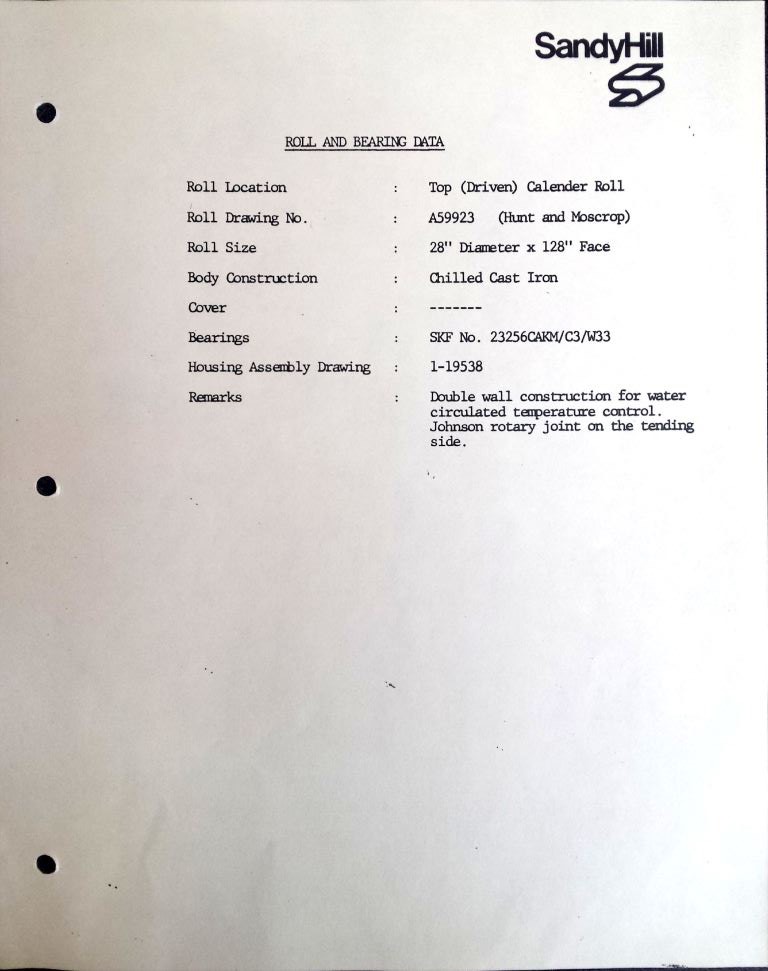 SandyHill
ROLL AND BEARING DATA
Roll Location : Top (Driven) Calender Roll
Roll Drawing No. : A59923 (Hunt and Moscrop)
Roll Size : 28" Diameter x 128" Face
Body Construction : Chilled Cast Iron
Cover : -------
Bearings : SKF No. 23256CAKM/C3/W33
Housing Assembly Drawing : 1-19538
Remarks : Double wall construction for water
circulated temperature control.
Johnson rotary joint on the tending
side.